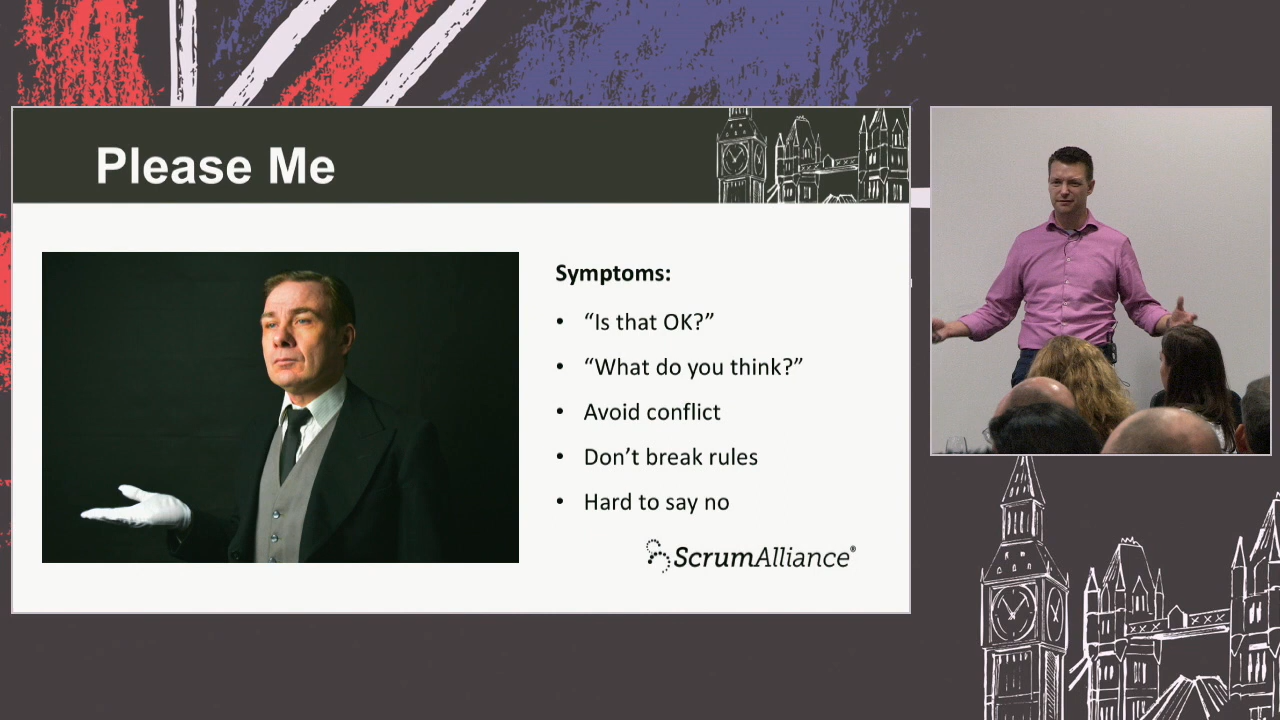 Please Me
Symptoms:
• “Is that OK?”
• “What do you think?”
• Avoid conflict
• Don’t break rules
• Hard to say no
ScrumAlliance®